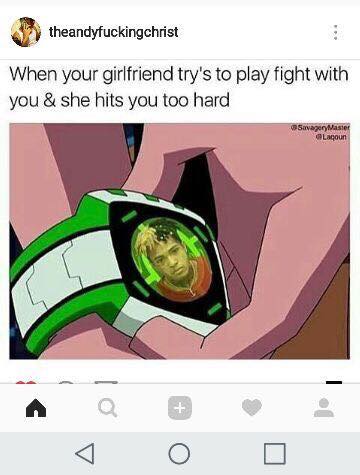 theandyfuckingchrist
When your girlfriend try's to play fight with
you & she hits you too hard
@SavageryMaster
@Laqoun